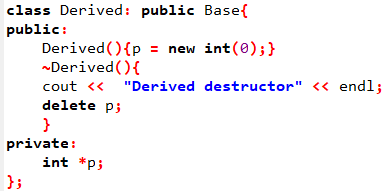 class Derived: public Base{
public:
    Derived(){p = new int(0);}
    ~Derived(){
    cout <<  "Derived destructor" << endl;
    delete p;
    }
private:
    int *p;
};